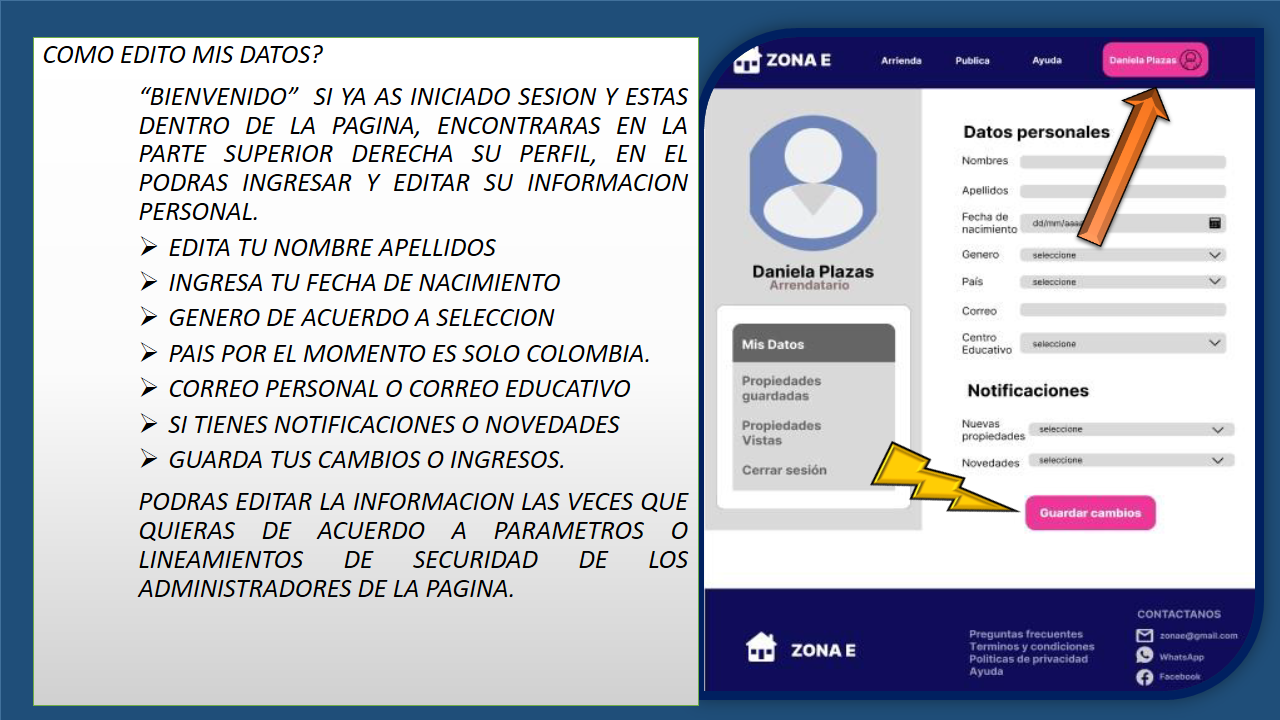 COMO EDITO MIS DATOS?
“BIENVENIDO” SI YA AS INICIADO SESION Y ESTAS
DENTRO DE LA PAGINA, ENCONTRARAS EN LA
PARTE SUPERIOR DERECHA SU PERFIL, EN EL
PODRAS INGRESAR Y EDITAR SU INFORMACION
PERSONAL.
EDITA TU NOMBRE APELLIDOS
INGRESA TU FECHA DE NACIMIENTO
GENERO DE ACUERDO A SELECCION
PAIS POR EL MOMENTO ES SOLO COLOMBIA.
CORREO PERSONAL O CORREO EDUCATIVO
SI TIENES NOTIFICACIONES O NOVEDADES
GUARDA TUS CAMBIOS O INGRESOS.
PODRAS EDITAR LA INFORMACION LAS VECES QUE
QUIERAS DE ACUERDO A PARAMETROS O
LINEAMIENTOS DE SECURIDAD DE LOS
ADMINISTRADORES DE LA PAGINA.
ZONA E
Arrienda
Publica
Ayuda
Daniela Plazas
Daniela Plazas
Arrendatario
Mis Datos
Propiedades
guardadas
Propiedades
Vistas
Cerrar sesión
Datos personales
Nombres
Apellidos
Fecha de
nacimiento
dd/mm/aaaa
Genero
seleccione
País
seleccione
Correo
Centro
Educativo
seleccione
Notificaciones
Nuevas
propiedades
seleccione
Novedades
seleccione
Guardar cambios
ZONA E
Preguntas frecuentes
Terminos y condiciones
Politicas de privacidad
Ayuda
CONTACTANOS
zonae@gmail.com
WhatsApp
Facebook